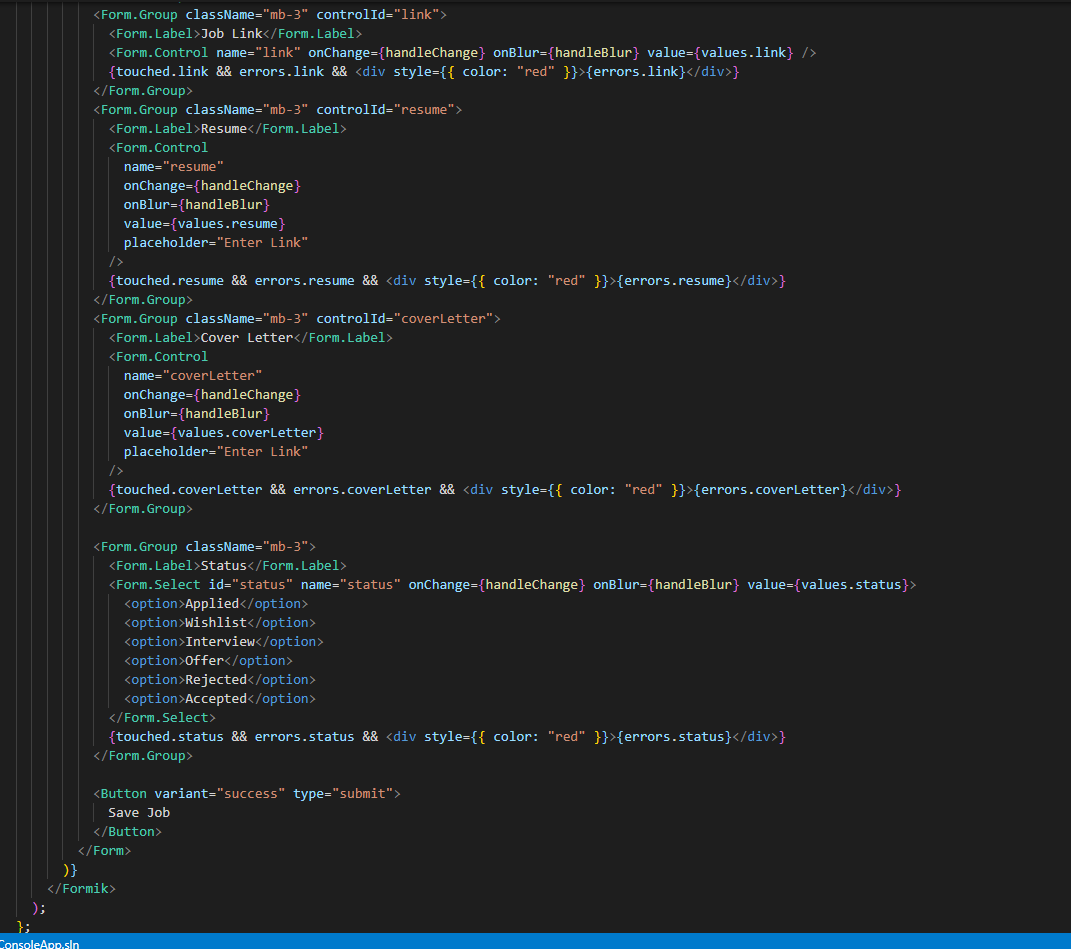 <Form.Group className="mb-3" controlId="link">
<Form.Label>Job Link</Form.Label>
<Form.Control name="link" onChange={handleChange} onBlur={handleBlur} value={values.link} />
{touched.link && errors.link && <div style={{ color: "red" }}>{errors.link}</div>}
</Form.Group>
<Form.Group className="mb-3" controlId="resume">
<Form.Label>Resume</Form.Label>
<Form.Control
name="resume"
onChange={handleChange}
onBlur={handleBlur}
value={values.resume}
placeholder="Enter Link"
/>
{touched.resume && errors.resume && <div style={{ color: "red" }}>{errors.resume}</div>}
</Form.Group>
<Form.Group className="mb-3" controlId="coverLetter">
<Form.Label>Cover Letter</Form.Label>
<Form.Control
name="coverLetter"
onChange={handleChange}
onBlur={handleBlur}
value={values.coverLetter}
placeholder="Enter Link"
/>
{touched.coverLetter && errors.coverLetter && <div style={{ color: "red" }}>{errors.coverLetter}</div>}
</Form.Group>
<Form.Group className="mb-3">
<Form.Label>Status</Form.Label>
<Form.Select id="status" name="status" onChange={handleChange} onBlur={handleBlur} value={values.status}>
<option>Applied</option>
<option>Wishlist</option>
<option>Interview</option>
<option>Offer</option>
<option>Rejected</option>
<option>Accepted</option>
</Form.Select>
{touched.status && errors.status && <div style={{ color: "red" }}>{errors.status}</div>}
</Form.Group>
<Button variant="success" type="submit">
Save Job
</Button>
</Form>
)}
</Formik>
);
};
ConsoleApp.sln